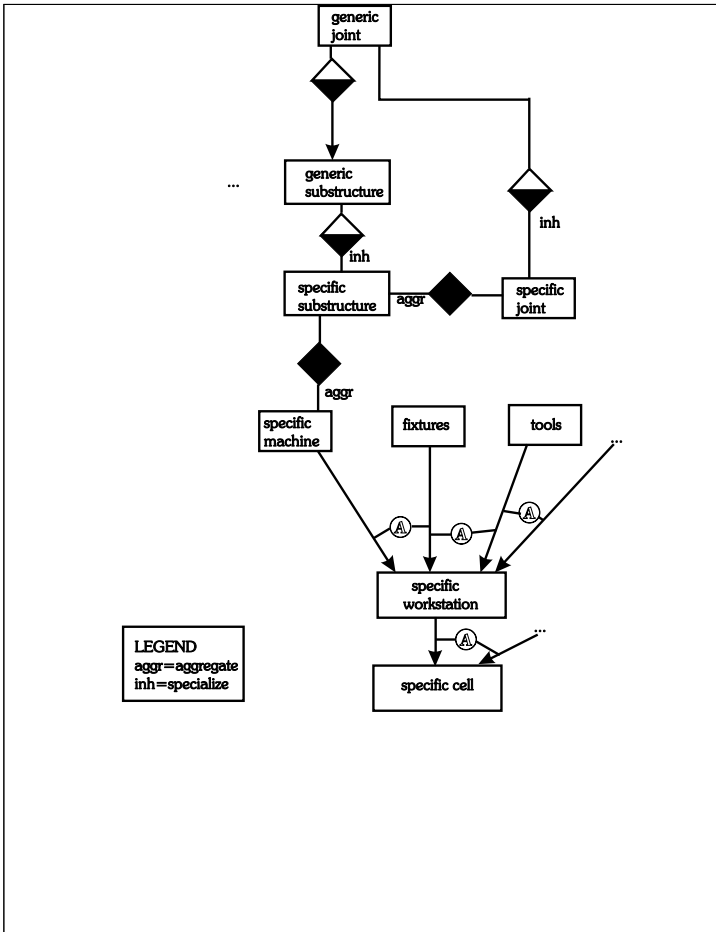 generic
joint
generic
substructure
...
inh
inh
specific
substructure
aggr
specific
joint
aggr
specific
machine
fixtures
tools
...
A
A
A
specific
workstation
...
A
specific cell
LEGEND
aggr=aggregate
inh=specialize